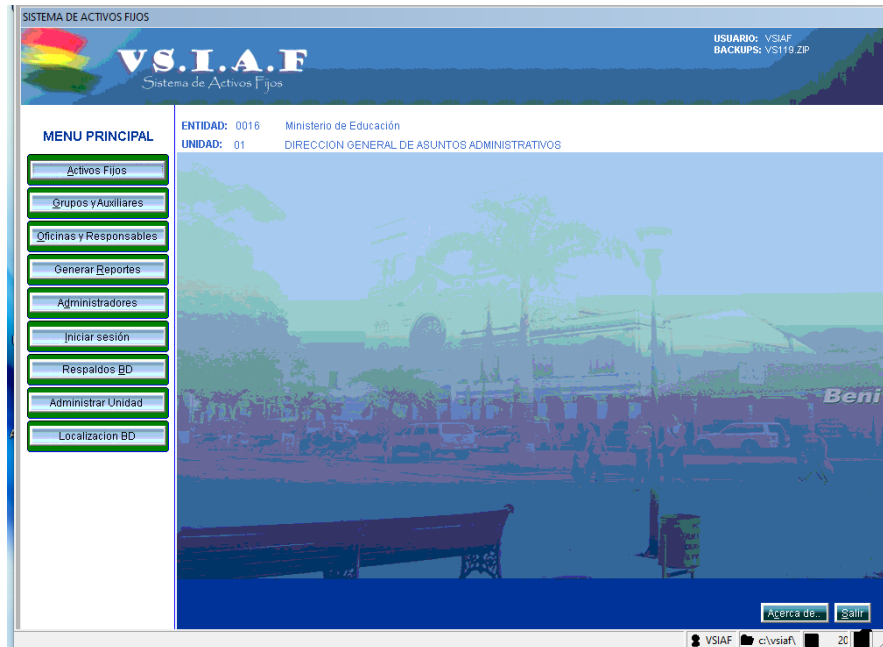 SISTEMA DE ACTIVOS FIJOS
USUARIO: VSIAF
BACKUPS: VS119.ZIP
VS.I.A.F
Sistema de Activos Fijos
MENU PRINCIPAL
ENTIDAD: 0016 Ministerio de Educación
UNIDAD: 01 DIRECCION GENERAL DE ASUNTOS ADMINISTRATIVOS
Activos Fijos
Grupos y Auxiliares
Oficinas y Responsables
Generar Reportes
Administradores
Iniciar sesión
Respaldos BD
Administrar Unidad
Localizacion BD
Beni
Acerca de..
Salir
VSIAF c:\vsiaf\ 20